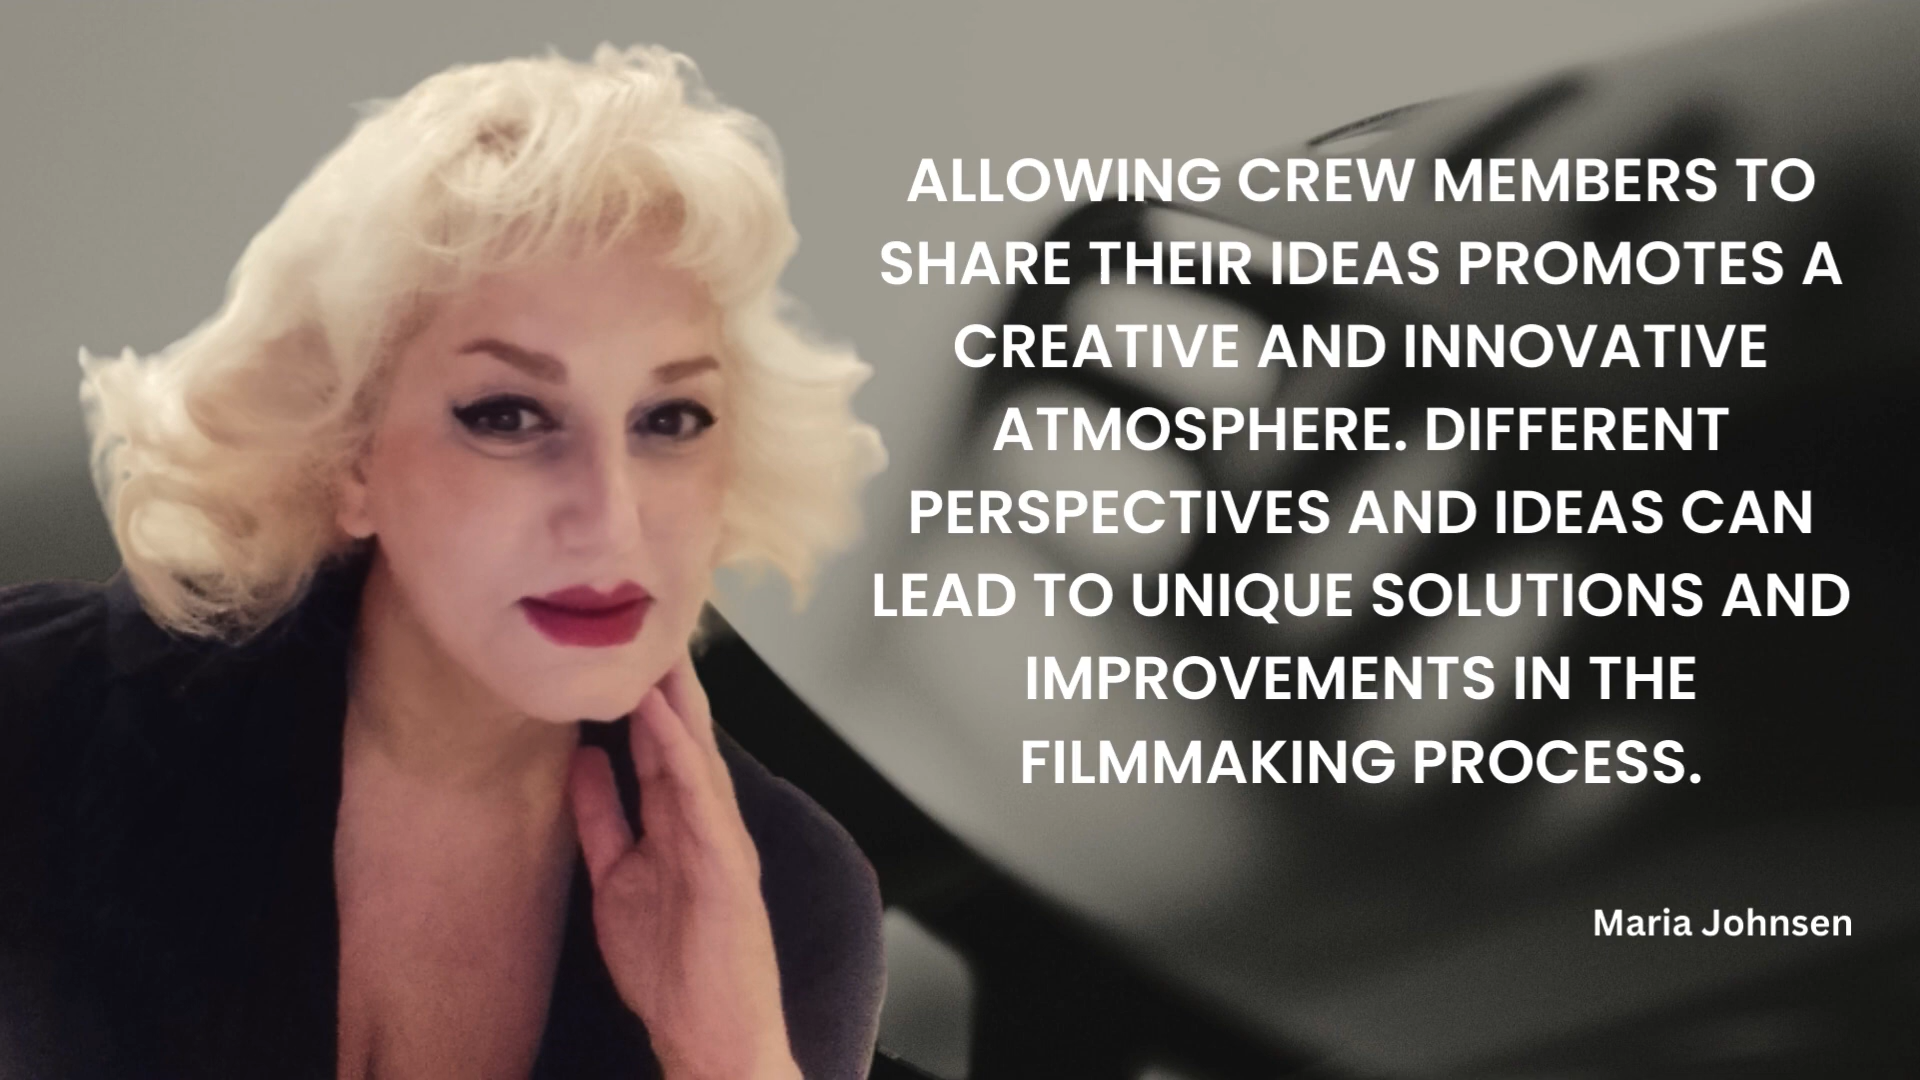 ALLOWING CREW MEMBERS TO
SHARE THEIR IDEAS PROMOTES A
CREATIVE AND INNOVATIVE
ATMOSPHERE. DIFFERENT
PERSPECTIVES AND IDEAS CAN
LEAD TO UNIQUE SOLUTIONS AND
IMPROVEMENTS IN THE
FILMMAKING PROCESS.
Maria Johnsen